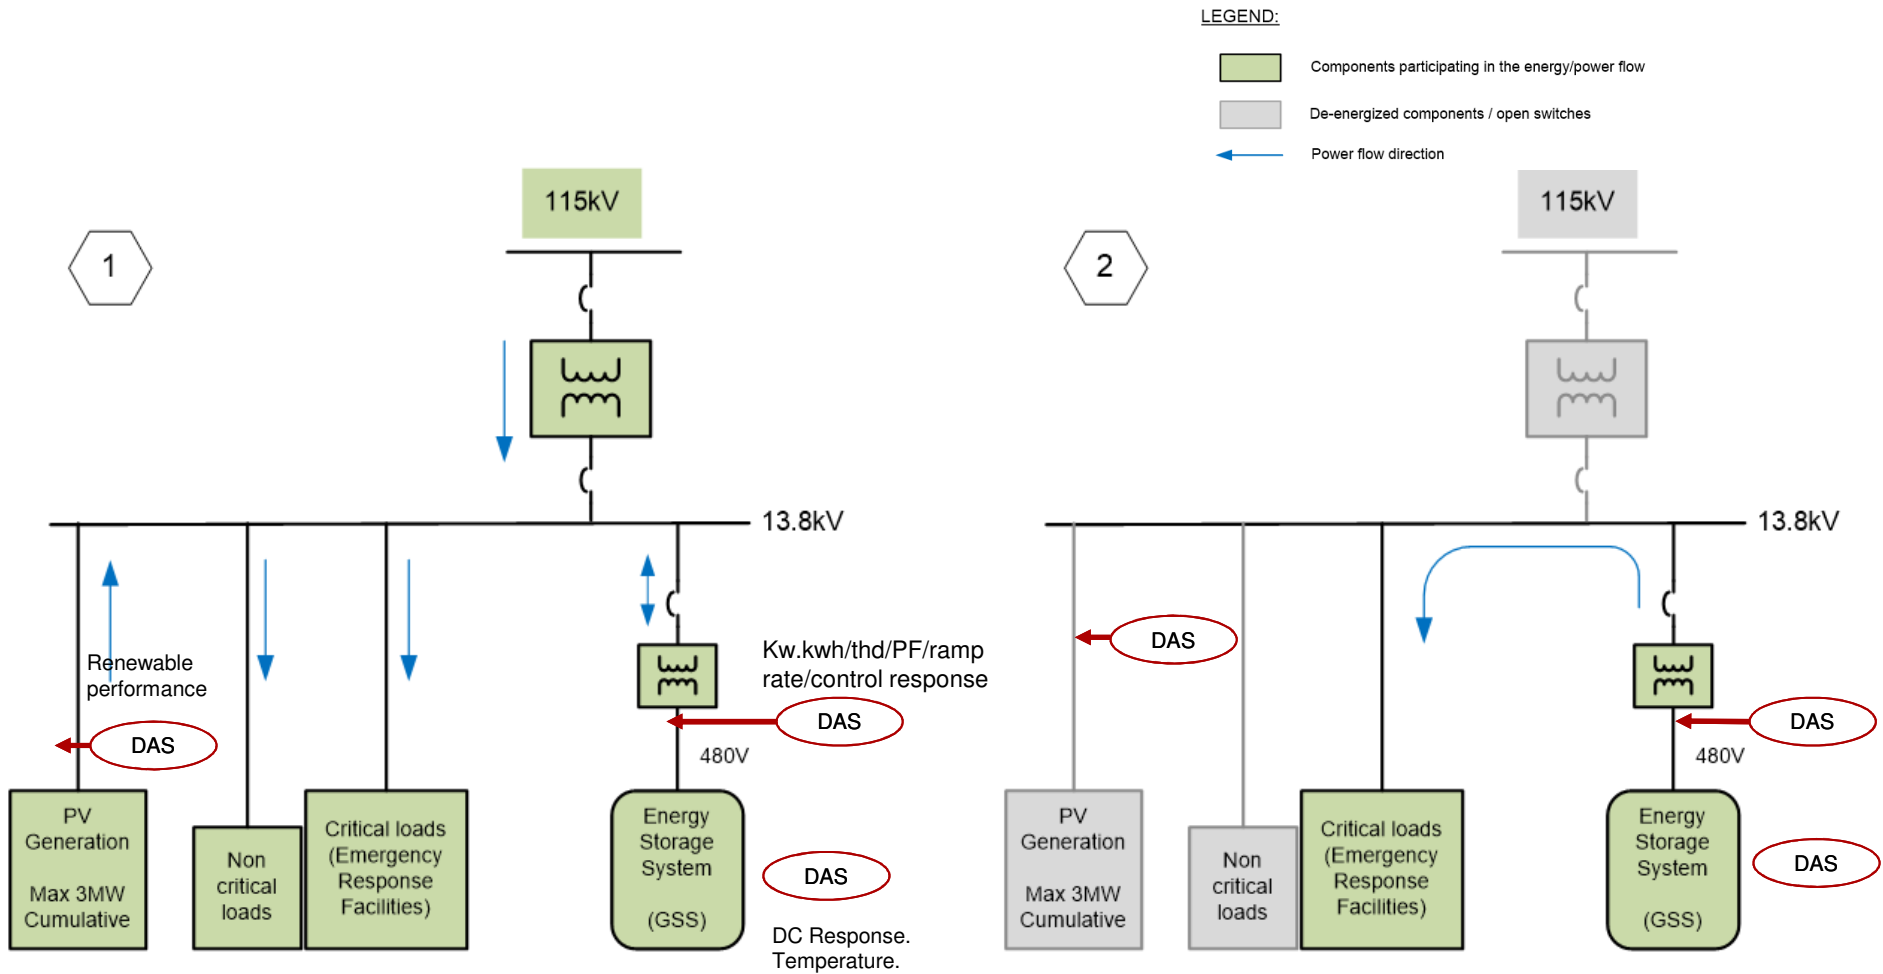 LEGEND:
Components participating in the energy/power flow
De-energized components / open switches
Power flow direction
1
115kV
13.8kV
Renewable
performance
DAS
Kw.kwh/thd/PF/ramp
rate/control response
DAS
480V
PV
Generation
Max 3MW
Cumulative
Non
critical
loads
Critical loads
(Emergency
Response
Facilities)
Energy
Storage
System
(GSS)
DAS
DC Response.
Temperature.
2
115kV
13.8kV
DAS
DAS
480V
PV
Generation
Max 3MW
Cumulative
Non
critical
loads
Critical loads
(Emergency
Response
Facilities)
Energy
Storage
System
(GSS)
DAS